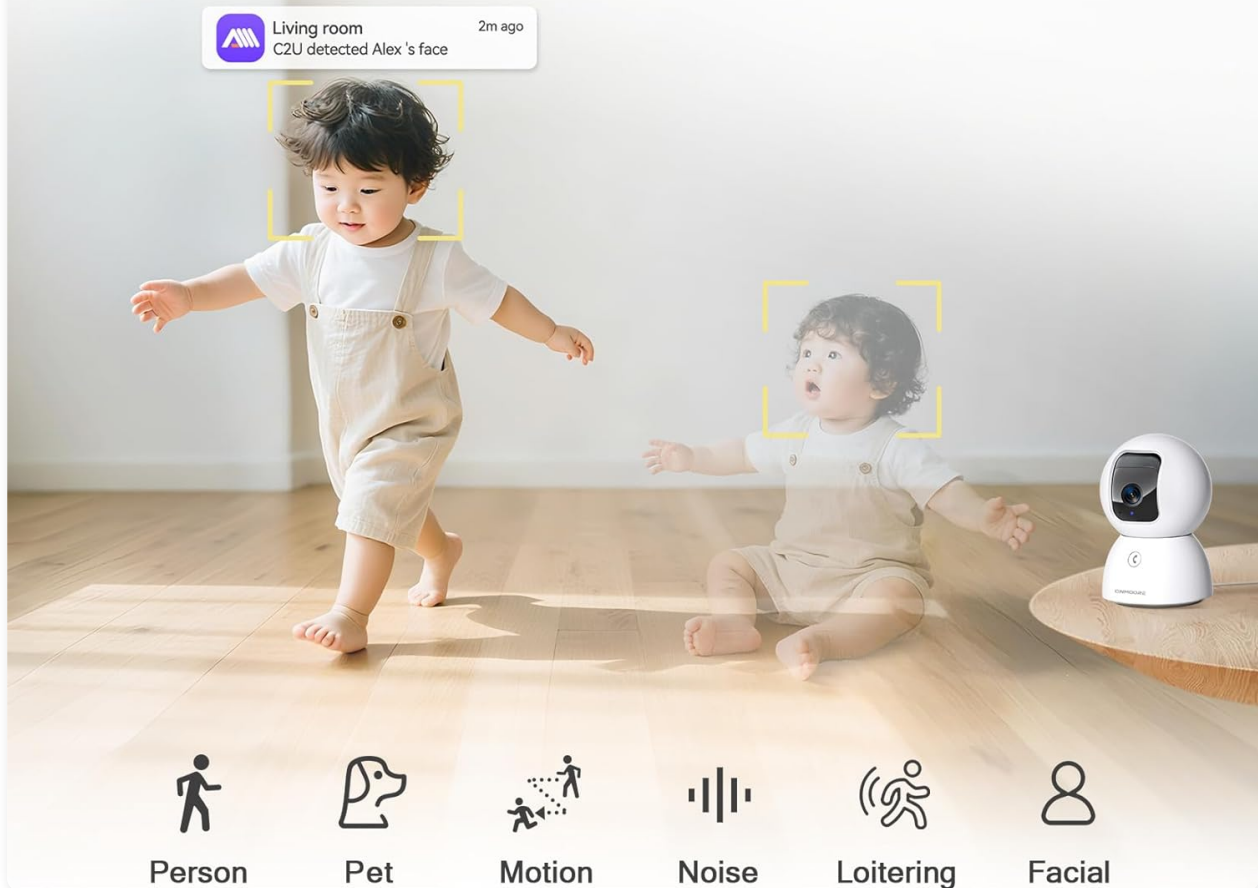 Living room
2m ago
C2U detected Alex 's face
Person
Pet
Motion
Noise
Loitering
Facial